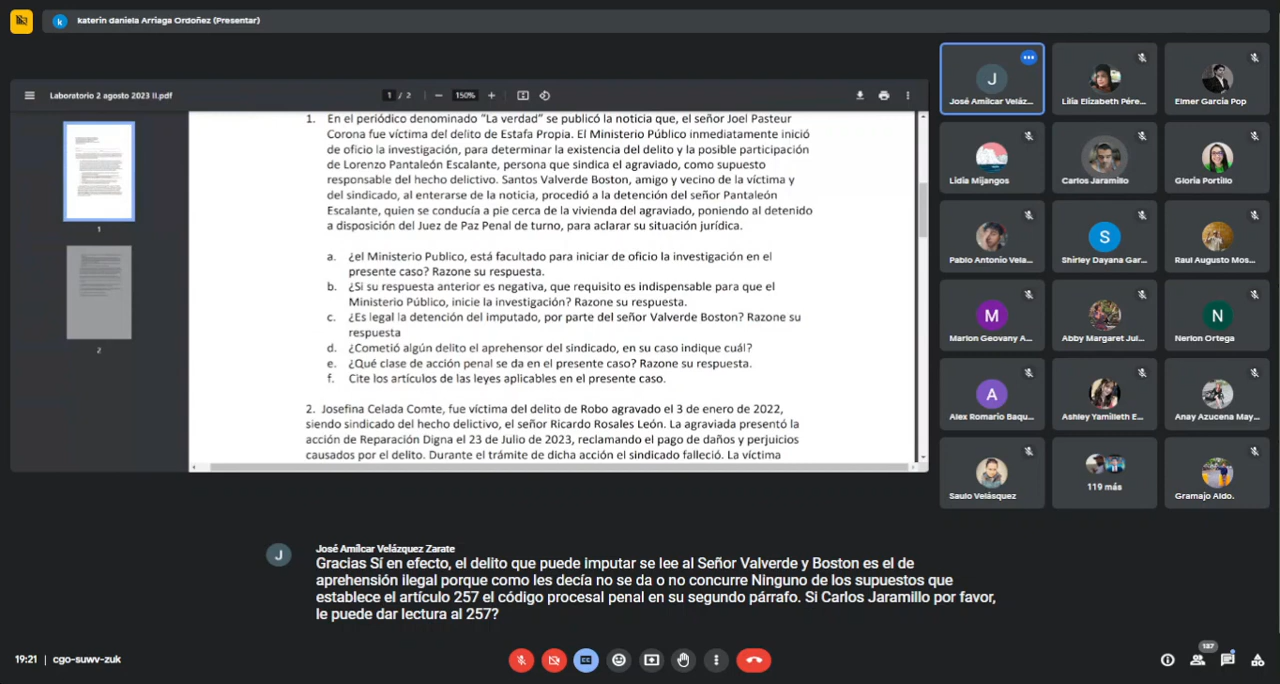 k
katerin daniela Arriaga Ordoñez (Presentar)
Laboratorio 2 agosto 2023 II.pdf
1 / 2
150%
1
2
1. En el periódico denominado "La verdad" se publicó la noticia que, el señor Joel Pasteur
Corona fue víctima del delito de Estafa Propia. El Ministerio Público inmediatamente inició
de oficio la investigación, para determinar la existencia del delito y la posible participación
de Lorenzo Pantaleón Escalante, persona que sindica el agraviado, como supuesto
responsable del hecho delictivo. Santos Valverde Boston, amigo y vecino de la víctima y
del sindicado, al enterarse de la noticia, procedió a la detención del señor Pantaleón
Escalante, quien se conducía a pie cerca de la vivienda del agraviado, poniendo al detenido
a disposición del Juez de Paz Penal de turno, para aclarar su situación jurídica.
a. ¿el Ministerio Publico, está facultado para iniciar de oficio la investigación en el
presente caso? Razone su respuesta.
b. ¿Si su respuesta anterior es negativa, que requisito es indispensable para que el
Ministerio Público, inicie la investigación? Razone su respuesta.
c. ¿Es legal la detención del imputado, por parte del señor Valverde Boston? Razone su
respuesta
d. ¿Cometió algún delito el aprehensor del sindicado, en su caso indique cuál?
e. ¿Qué clase de acción penal se da en el presente caso? Razone su respuesta.
f. Cite los artículos de las leyes aplicables en el presente caso.
2. Josefina Celada Comte, fue víctima del delito de Robo agravado el 3 de enero de 2022,
siendo sindicado del hecho delictivo, el señor Ricardo Rosales León. La agraviada presentó la
acción de Reparación Digna el 23 de Julio de 2023, reclamando el pago de daños y perjuicios
causados por el delito. Durante el trámite de dicha acción el sindicado falleció. La víctima
J
José Amílcar Veláz...
Lilia Elizabeth Pére...
Elmer García Pop
Lidia Mijangos
Carlos Jaramillo
Gloria Portillo
Pablo Antonio Vela...
S
Shirley Dayana Gar...
Raul Augusto Mos...
M
Marlon Geovany A...
Abby Margaret Jul...
N
Nerlon Ortega
A
Alex Romario Baqu...
Ashley Yamilleth E...
Anay Azucena May...
Saulo Velásquez
119 más
Gramajo Aldo.
J
José Amílcar Velázquez Zarate
Gracias Sí en efecto, el delito que puede imputar se lee al Señor Valverde y Boston es el de
aprehensión ilegal porque como les decía no se da o no concurre Ninguno de los supuestos que
establece el artículo 257 el código procesal penal en su segundo párrafo. Si Carlos Jaramillo por favor,
le puede dar lectura al 257?
19:21 | cgo-suwv-zuk
CC
137